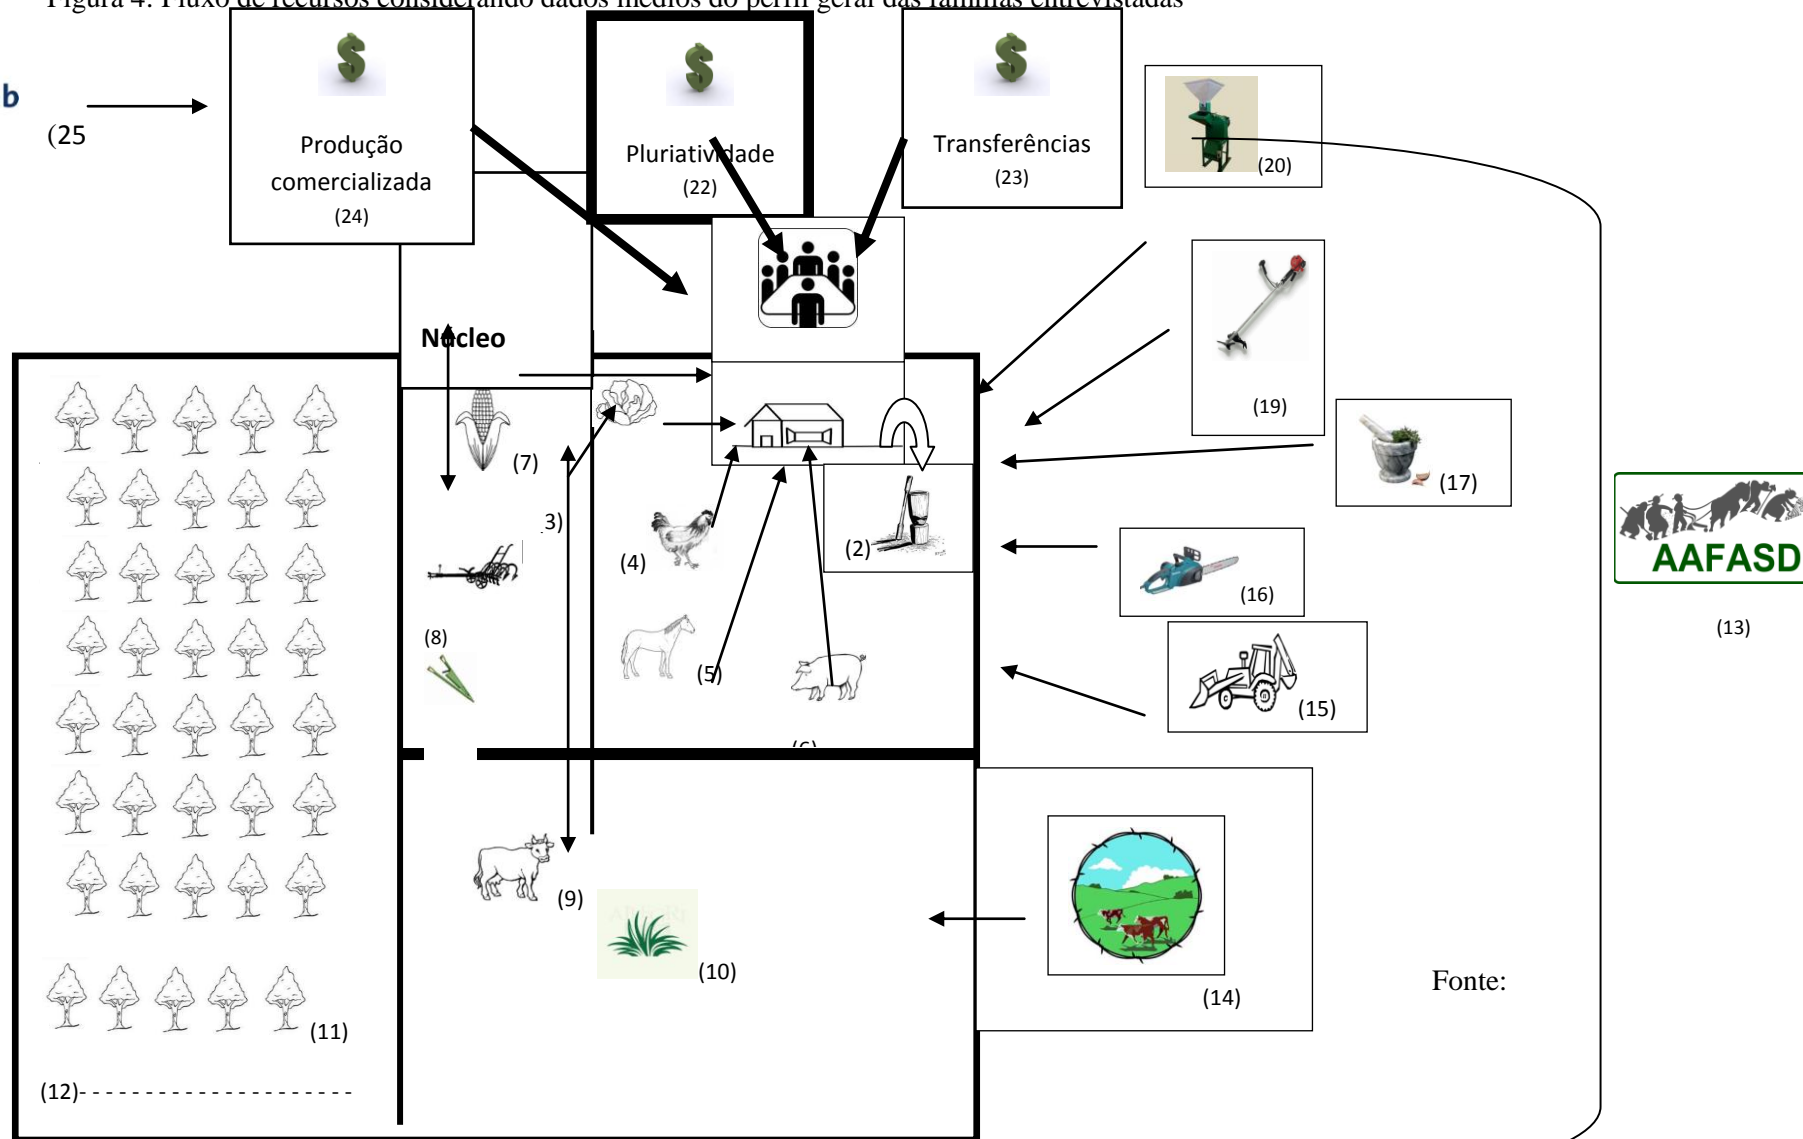 Figura 4: Fluxo de recursos considerando dados médios do perfil geral das famílias entrevistadas
b
(25
Produção
comercializada
(24)
Pluriatividade
(22)
Transferências
(23)
(20)
Núcleo
(19)
(7)
(17)
3)
(4)
(2)
(16)
AAFASD
(13)
(8)
(5)
(15)
(6)
(9)
(10)
(14)
Fonte:
(11)
(12)- - - - - - - - - - - - - - - - - - - - -